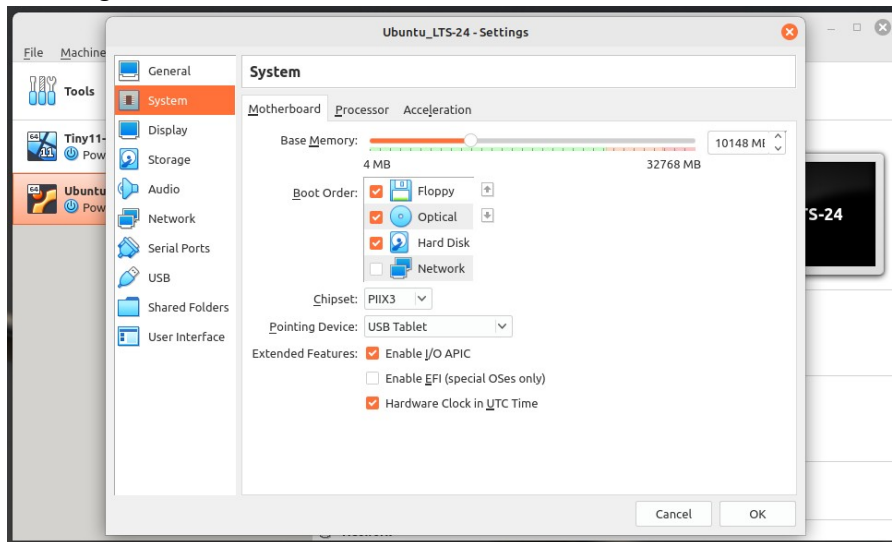 Ubuntu_LTS-24 - Settings
File Machine
Tools
Tiny11-
Pow
Ubuntu
Pow
General
System
Display
Storage
Audio
Network
Serial Ports
USB
Shared Folders
User Interface
System
Motherboard Processor Acceleration
Base Memory: 10148 ME
4 MB 32768 MB
Boot Order: Floppy
Optical
Hard Disk
Network
Chipset: PIIX3
Pointing Device: USB Tablet
Extended Features: Enable I/O APIC
Enable EFI (special OSes only)
Hardware Clock in UTC Time
Cancel OK
TS-24